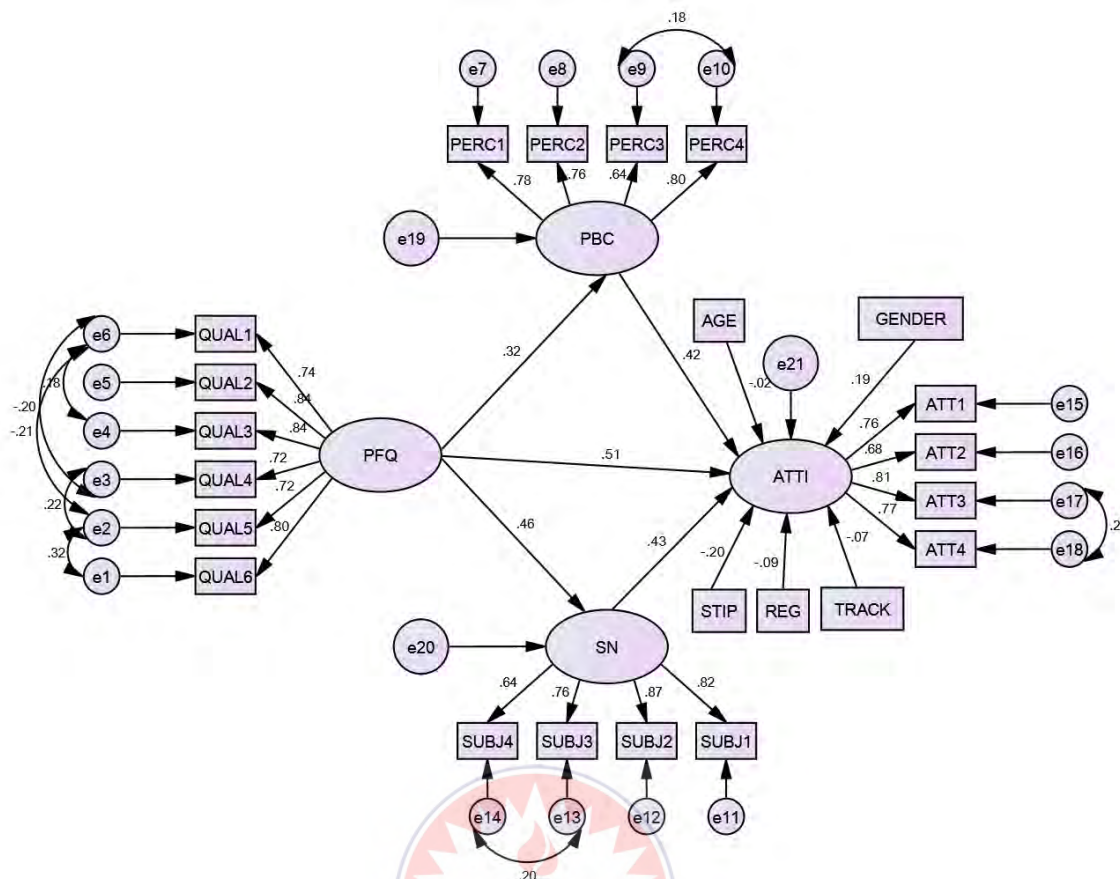 .18
e7 e8 e9 e10
PERC1 PERC2 PERC3 PERC4
.78 .76 .64 .80
e19 PBC
AGE GENDER
e6 QUAL1
.32 .42 e21
.18 e5 QUAL2 .74 -.02 .19
-.20 .84 ATT1 e15
-.21 e4 QUAL3 .84 .76
PFQ .68 ATT2 e16
e3 QUAL4 .72 .51 ATTI .81
.22 .72 ATT3 e17
e2 QUAL5 .77
.80 .46 .43 ATT4 e18
.32 e1 QUAL6 -.20 -.09 -.07
STIP REG TRACK
e20 SN
.64 .76 .87 .82
SUBJ4 SUBJ3 SUBJ2 SUBJ1
e14 e13 e12 e11
.20